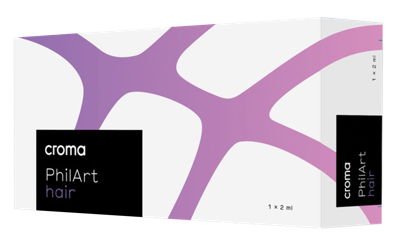 croma
PhilArt
hair
1 x 2 ml
croma
PhilArt
hair
1 x 2 ml